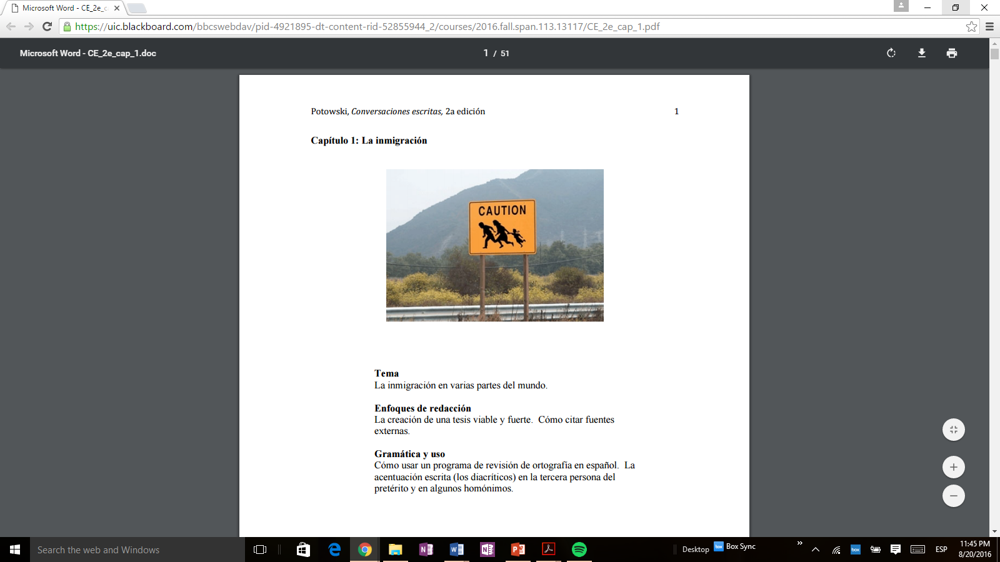 Microsoft Word - CE_2e_c
https://uic.blackboard.com/bbcswebdav/pid-4921895-dt-content-rid-52855944_2/courses/2016.fall.span.113.13117/CE_2e_cap_1.pdf
Microsoft Word - CE_2e_cap_1.doc
1 / 51
Potowski, Conversaciones escritas, 2a edición 1
Capítulo 1: La inmigración
CAUTION
Tema
La inmigración en varias partes del mundo.
Enfoques de redacción
La creación de una tesis viable y fuerte. Cómo citar fuentes
externas.
Gramática y uso
Cómo usar un programa de revisión de ortografía en español. La
acentuación escrita (los diacríticos) en la tercera persona del
pretérito y en algunos homónimos.
Search the web and Windows
Desktop
box
Box Sync
box
ESP
11:45 PM
8/20/2016